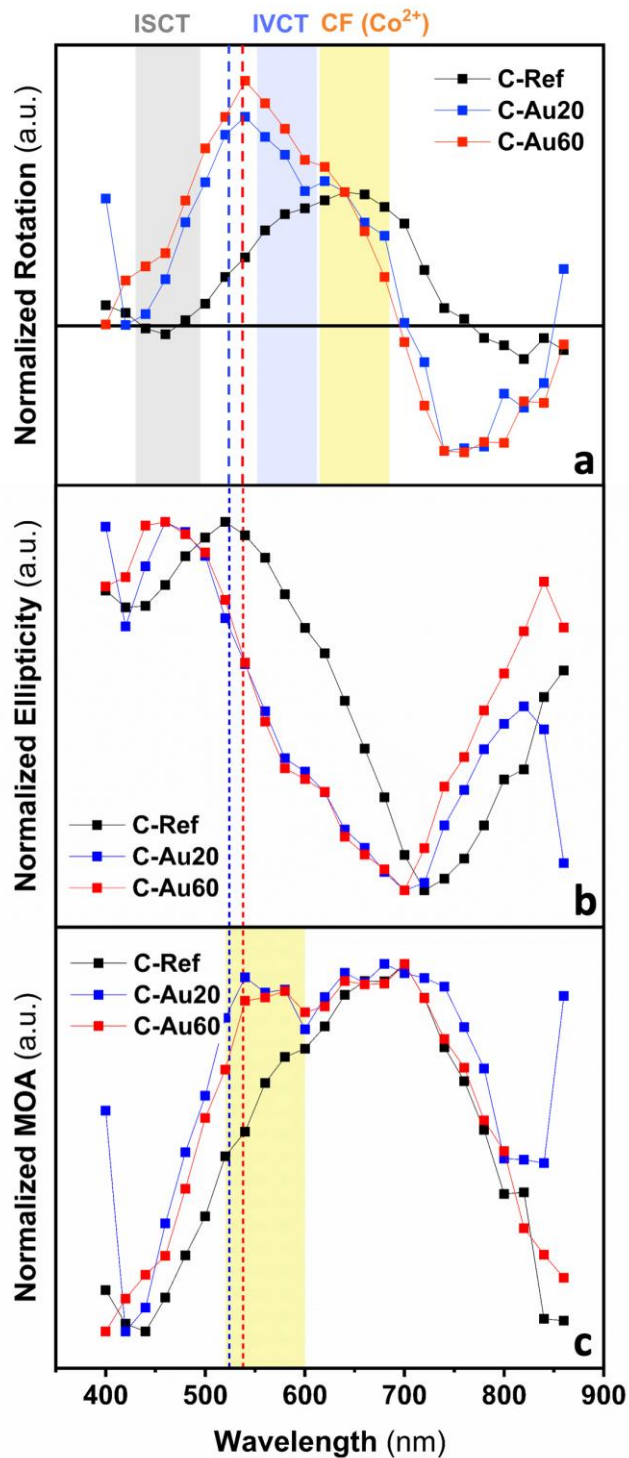 ISCT IVCT CF (Co²⁺)
Normalized Rotation (a.u.)
C-Ref
C-Au20
C-Au60
a
Normalized Ellipticity (a.u.)
C-Ref
C-Au20
C-Au60
b
Normalized MOA (a.u.)
C-Ref
C-Au20
C-Au60
c
400 500 600 700 800 900
Wavelength (nm)